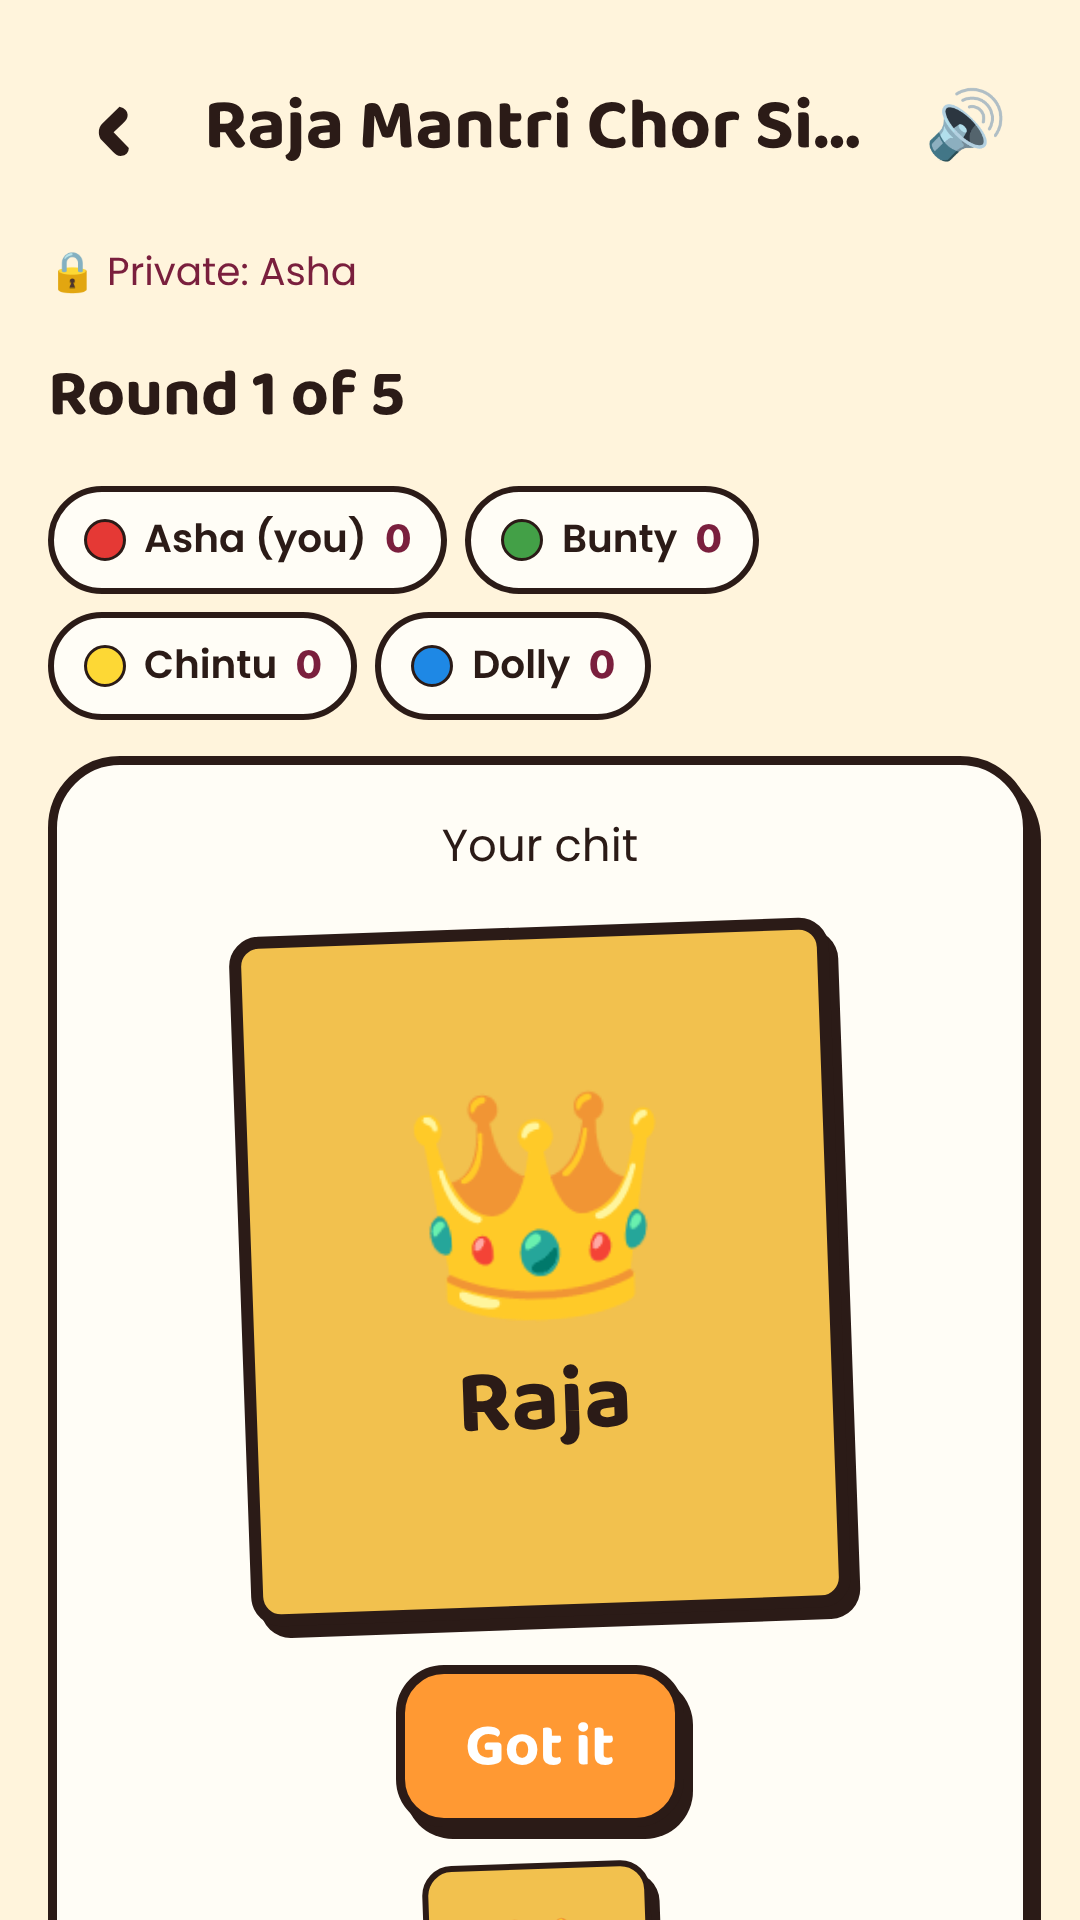 Raja Mantri Chor Si...
Private: Asha
Round 1 of 5
Asha (you) 0
Bunty 0
Chintu 0
Dolly 0
Your chit
Raja
Got it